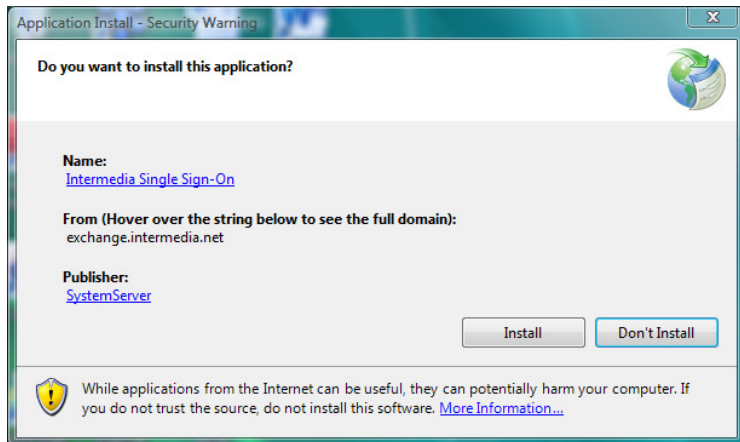 Application Install - Security Warning
Do you want to install this application?
Name:
Intermedia Single Sign-On
From (Hover over the string below to see the full domain):
exchange.intermedia.net
Publisher:
SystemServer
Install
Don't Install
While applications from the Internet can be useful, they can potentially harm your computer. If
you do not trust the source, do not install this software. More Information...